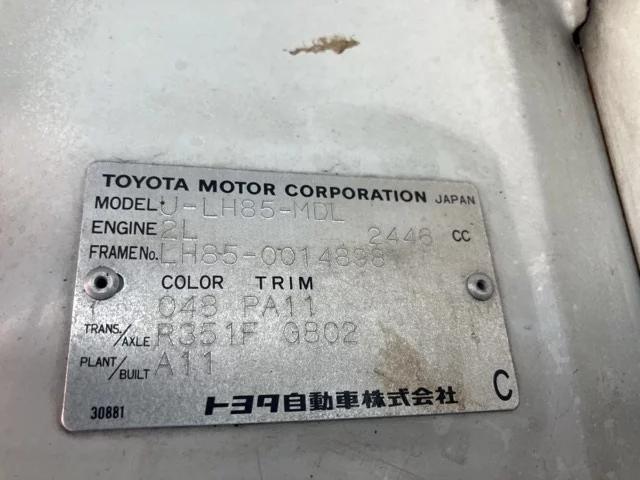 TOYOTA MOTOR CORPORATION JAPAN
MODEL U-LH85-MDL
ENGINE 2L 2446 CC
FRAME No. LH85-0014898
COLOR TRIM
048 PA11
TRANS./AXLE R351F G802
PLANT/BUILT A11
トヨタ自動車株式会社 C
30881